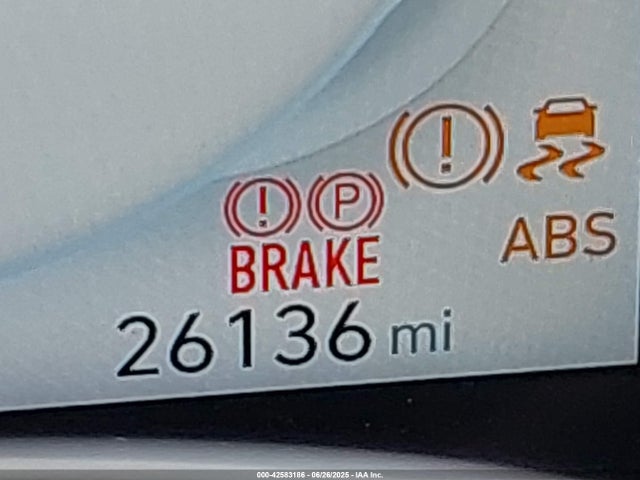 ! P !
BRAKE
ABS
26136 mi
000-42583186 - 06/26/2025 - IAA Inc.